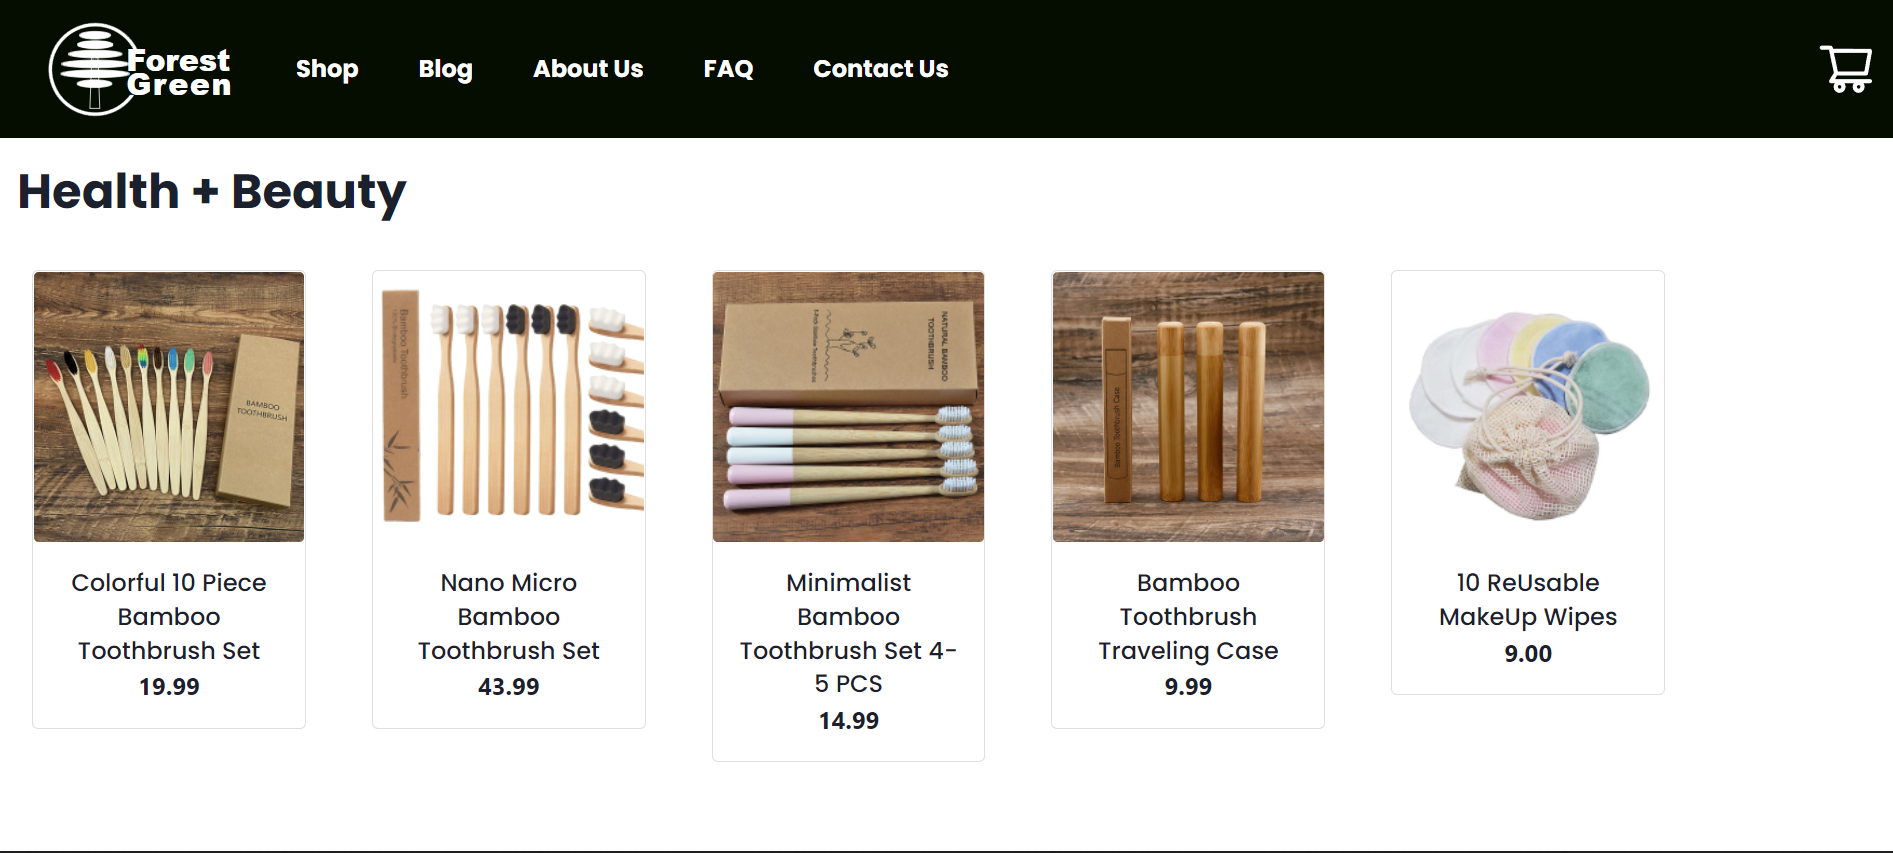 Forest
Green
Shop
Blog
About Us
FAQ
Contact Us
Health + Beauty
BAMBOO
TOOTHBRUSH
Bamboo Toothbrush
NATURAL BAMBOO
TOOTHBRUSH
Bamboo Toothbrush Case
Colorful 10 Piece
Bamboo
Toothbrush Set
19.99
Nano Micro
Bamboo
Toothbrush Set
43.99
Minimalist
Bamboo
Toothbrush Set 4-
5 PCS
14.99
Bamboo
Toothbrush
Traveling Case
9.99
10 ReUsable
MakeUp Wipes
9.00